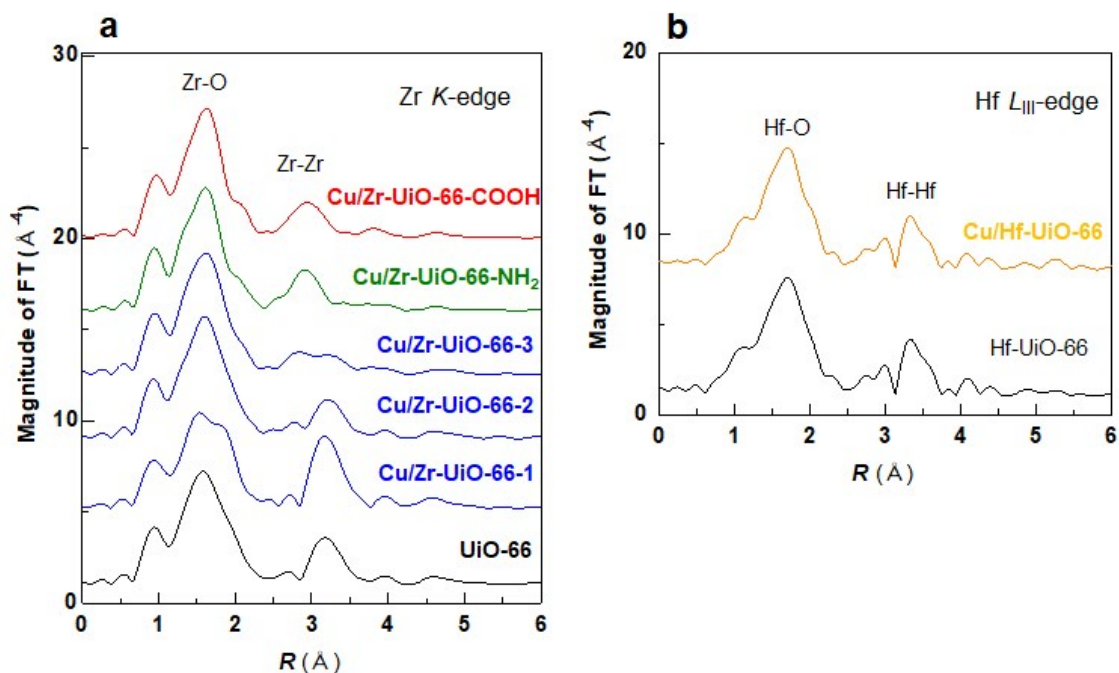 a
30
20
10
0
Magnitude of FT (Å⁻⁴)
Zr-O
Zr K-edge
Zr-Zr
Cu/Zr-UiO-66-COOH
Cu/Zr-UiO-66-NH₂
Cu/Zr-UiO-66-3
Cu/Zr-UiO-66-2
Cu/Zr-UiO-66-1
UiO-66
0 1 2 3 4 5 6
R (Å)
b
20
10
0
Magnitude of FT (Å⁻⁴)
Hf L_III-edge
Hf-O
Hf-Hf
Cu/Hf-UiO-66
Hf-UiO-66
0 1 2 3 4 5 6
R (Å)